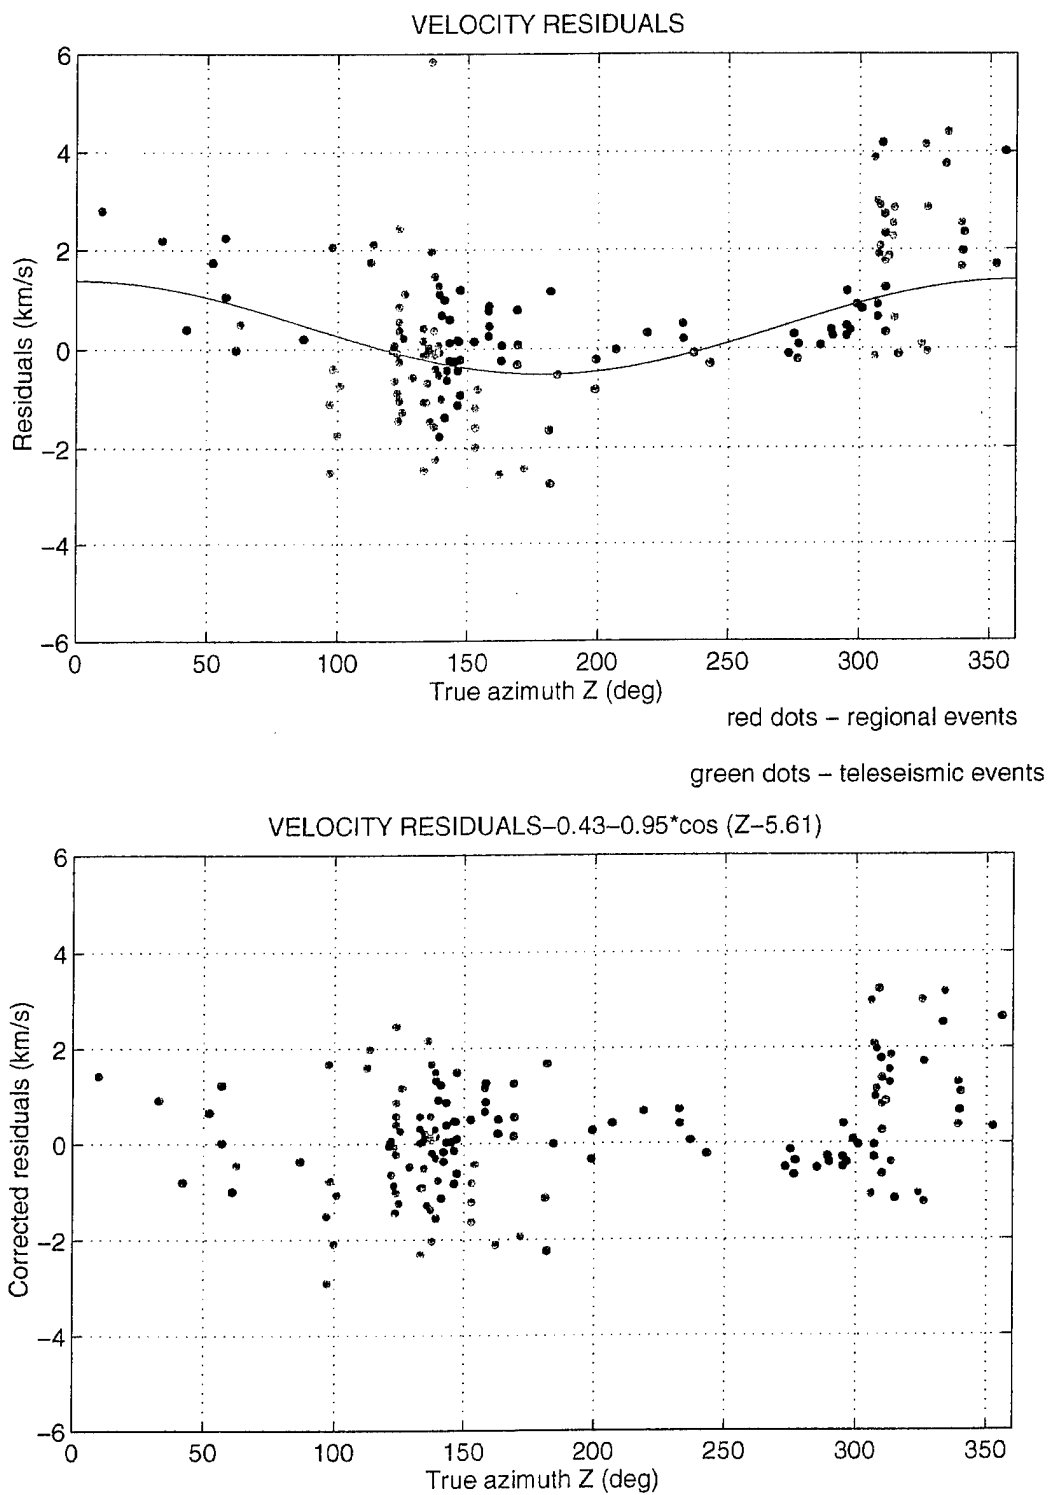 VELOCITY RESIDUALS
6
4
2
0
−2
−4
−6
Residuals (km/s)
0 50 100 150 200 250 300 350
True azimuth Z (deg)
red dots – regional events
green dots – teleseismic events
VELOCITY RESIDUALS–0.43–0.95*cos (Z–5.61)
6
4
2
0
−2
−4
−6
Corrected residuals (km/s)
0 50 100 150 200 250 300 350
True azimuth Z (deg)